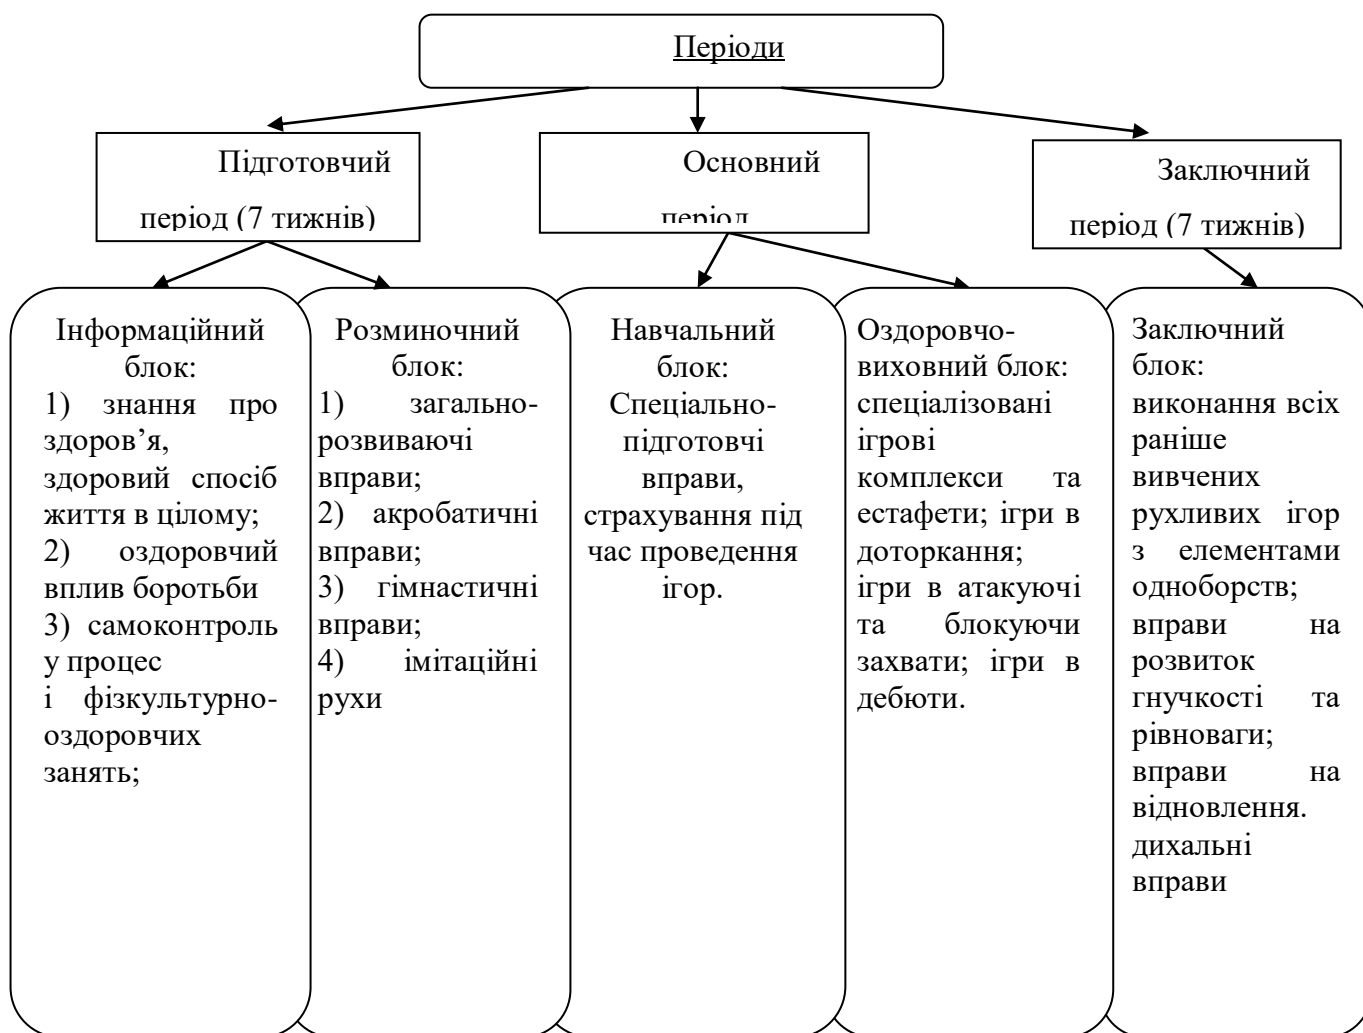 Періоди
Підготовчий
період (7 тижнів)
Основний
період
Заключний
період (7 тижнів)
Інформаційний
блок:
1) знання про
здоров’я,
здоровий спосіб
життя в цілому;
2) оздоровчий
вплив боротьби
3) самоконтроль
у процес
і фізкультурно-
оздоровчих
занять;
Розминочний
блок:
1) загально-
розвиваючі
вправи;
2) акробатичні
вправи;
3) гімнастичні
вправи;
4) імітаційні
рухи
Навчальний
блок:
Спеціально-
підготовчі
вправи,
страхування під
час проведення
ігор.
Оздоровчо-
виховний блок:
спеціалізовані
ігрові
комплекси та
естафети; ігри в
доторкання;
ігри в атакуючі
та блокуючи
захвати; ігри в
дебюти.
Заключний
блок:
виконання всіх
раніше
вивчених
рухливих ігор
з елементами
одноборств;
вправи на
розвиток
гнучкості та
рівноваги;
вправи на
відновлення.
дихальні
вправи